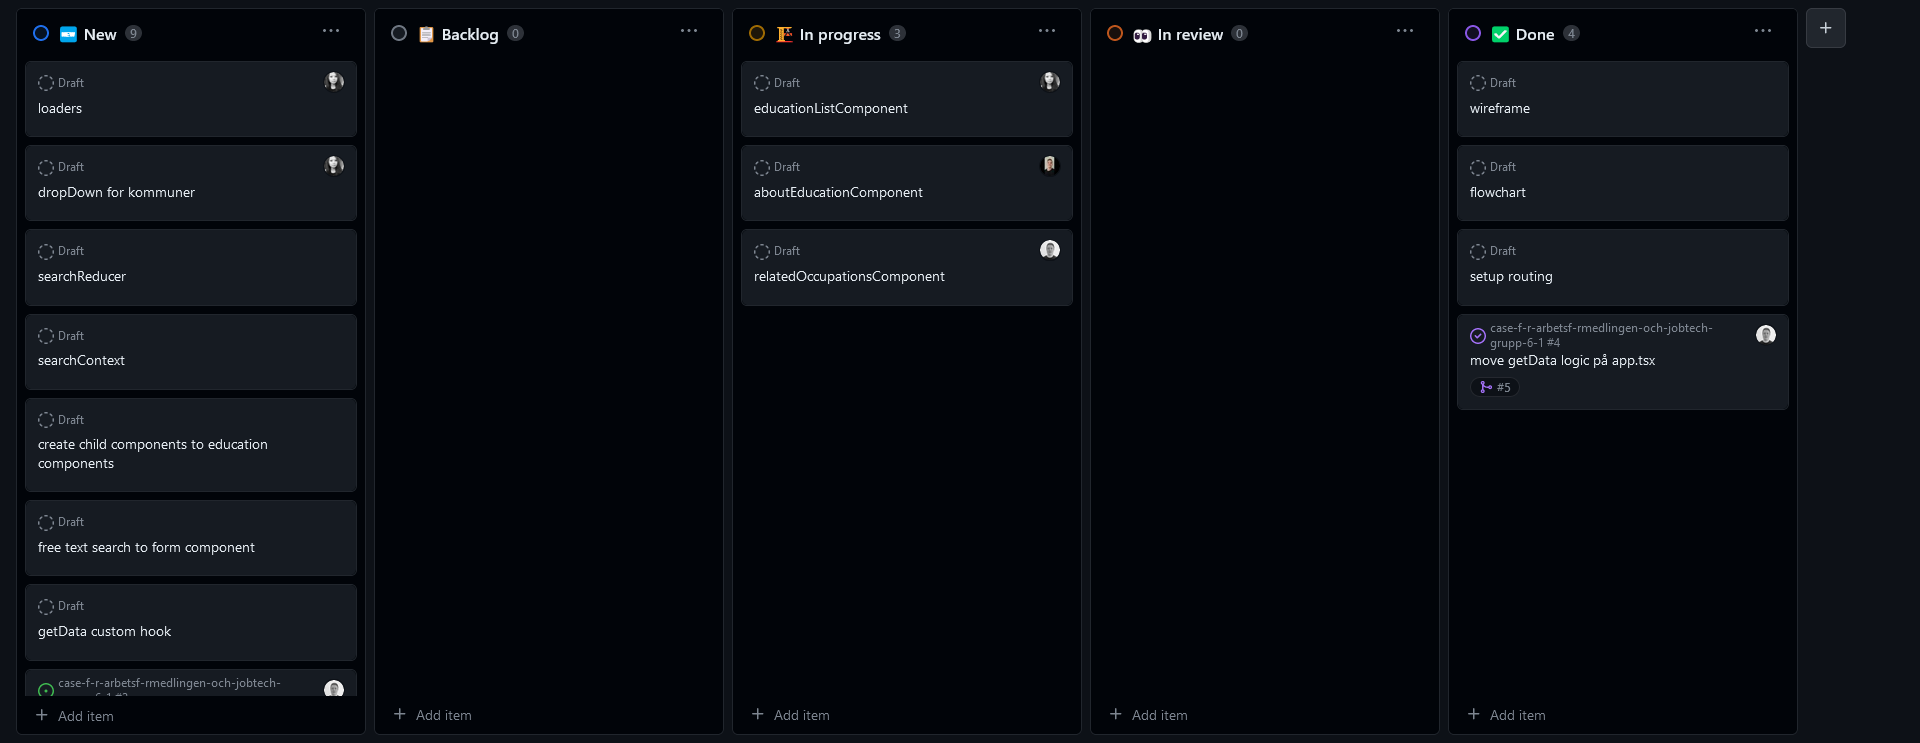 New 9
Draft
loaders
Draft
dropDown for kommuner
Draft
searchReducer
Draft
searchContext
Draft
create child components to education
components
Draft
free text search to form component
Draft
getData custom hook
case-f-r-arbetsf-rmedlingen-och-jobtech-
+ Add item
Backlog 0
+ Add item
In progress 3
Draft
educationListComponent
Draft
aboutEducationComponent
Draft
relatedOccupationsComponent
+ Add item
In review 0
+ Add item
Done 4
Draft
wireframe
Draft
flowchart
Draft
setup routing
case-f-r-arbetsf-rmedlingen-och-jobtech-
grupp-6-1 #4
move getData logic på app.tsx
#5
+ Add item
+